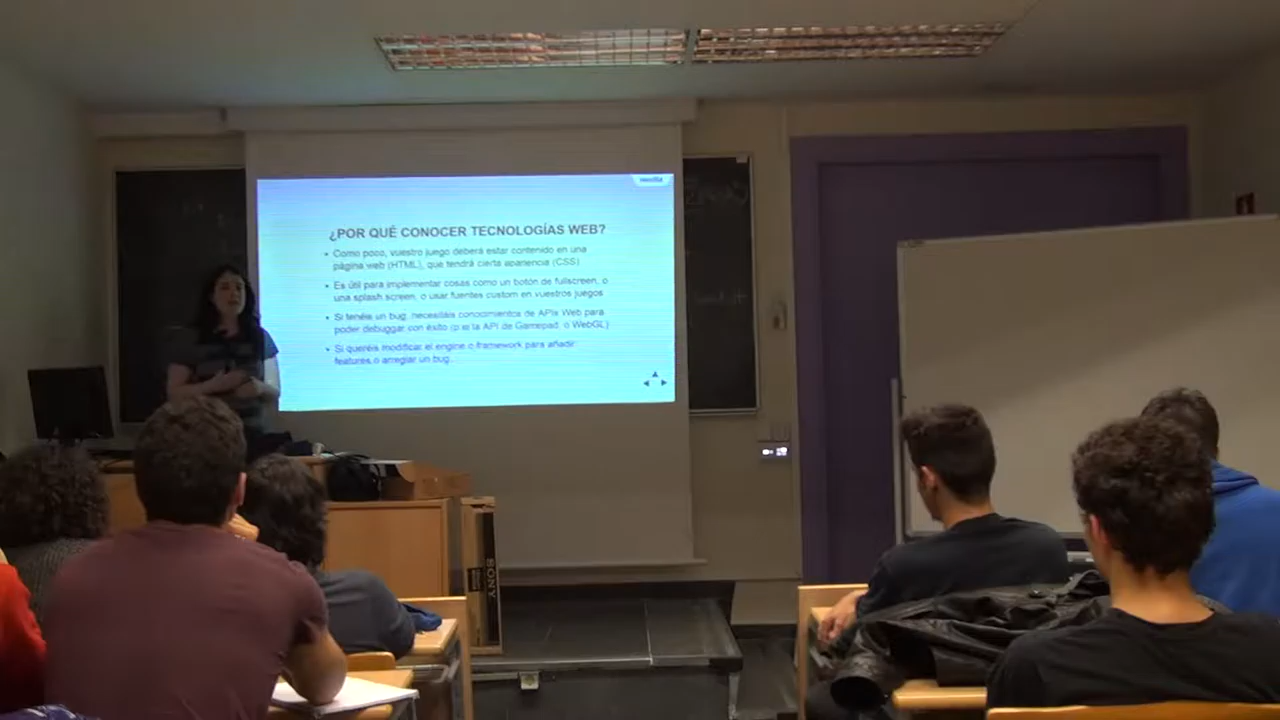 mozilla
¿POR QUÉ CONOCER TECNOLOGÍAS WEB?
• Como poco, vuestro juego deberá estar contenido en una
página web (HTML), que tendrá cierta apariencia (CSS)
• Es útil para implementar cosas como un botón de fullscreen, o
una splash screen, o usar fuentes custom en vuestros juegos
• Si tenéis un bug, necesitáis conocimientos de APIs Web para
poder debuggar con éxito (p.ej la API de Gamepad, o WebGL)
• Si queréis modificar el engine o framework para añadir
features o arreglar un bug...
SONY